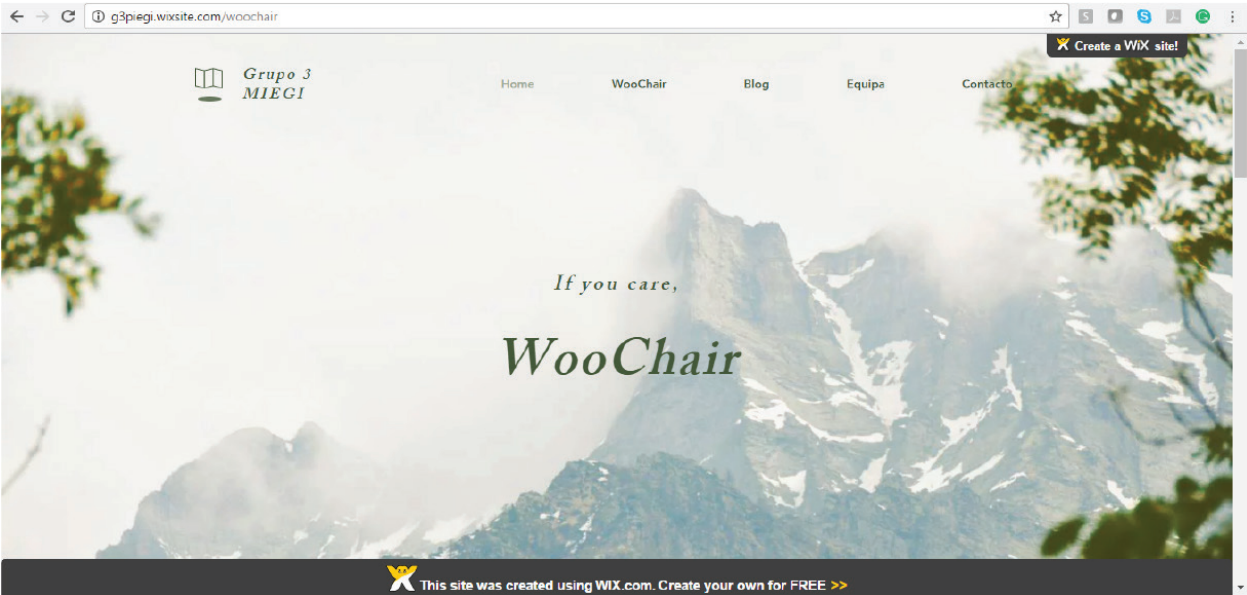 g3piegi.wixsite.com/woochair
Create a WiX site!
Grupo 3
MIEGI
Home WooChair Blog Equipa Contacto
If you care,
WooChair
This site was created using WIX.com. Create your own for FREE >>